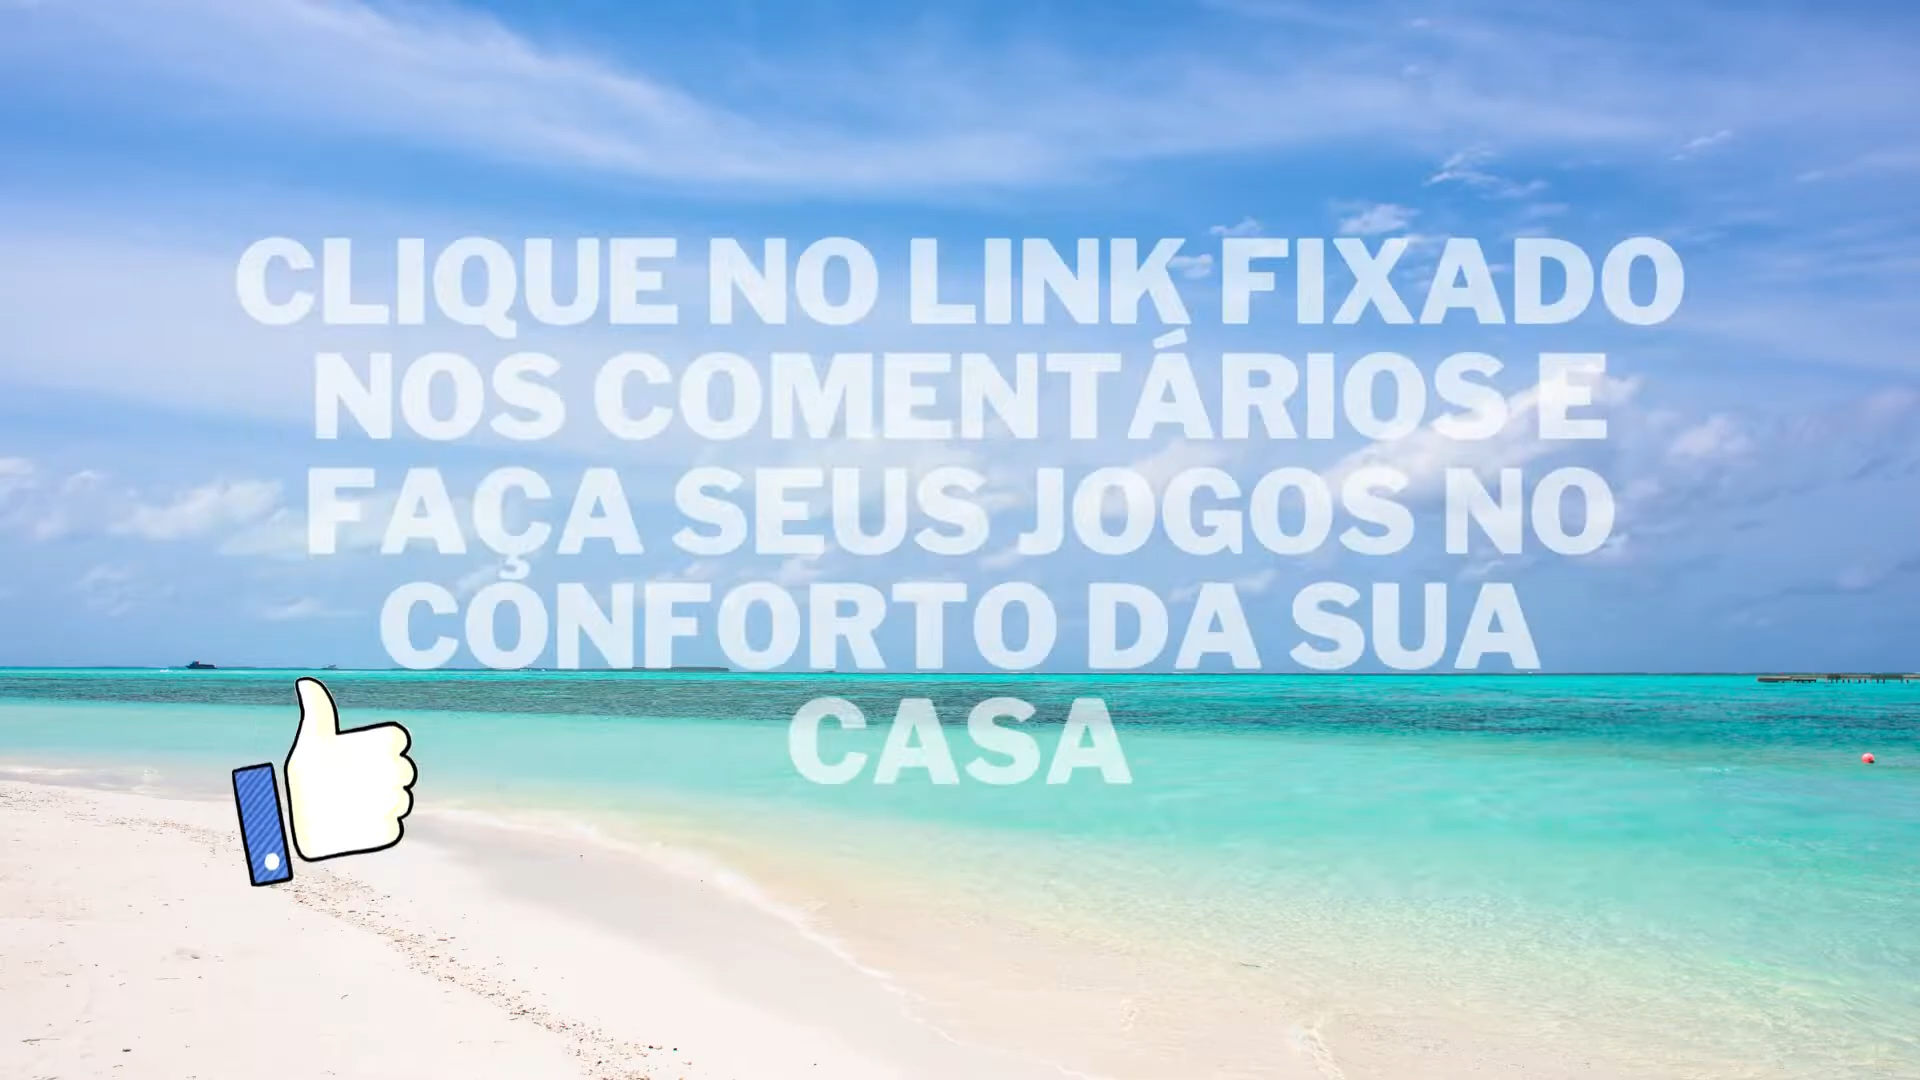 CLIQUE NO LINK FIXADO
NOS COMENTÁRIOS E
FAÇA SEUS JOGOS NO
CONFORTO DA SUA
CASA